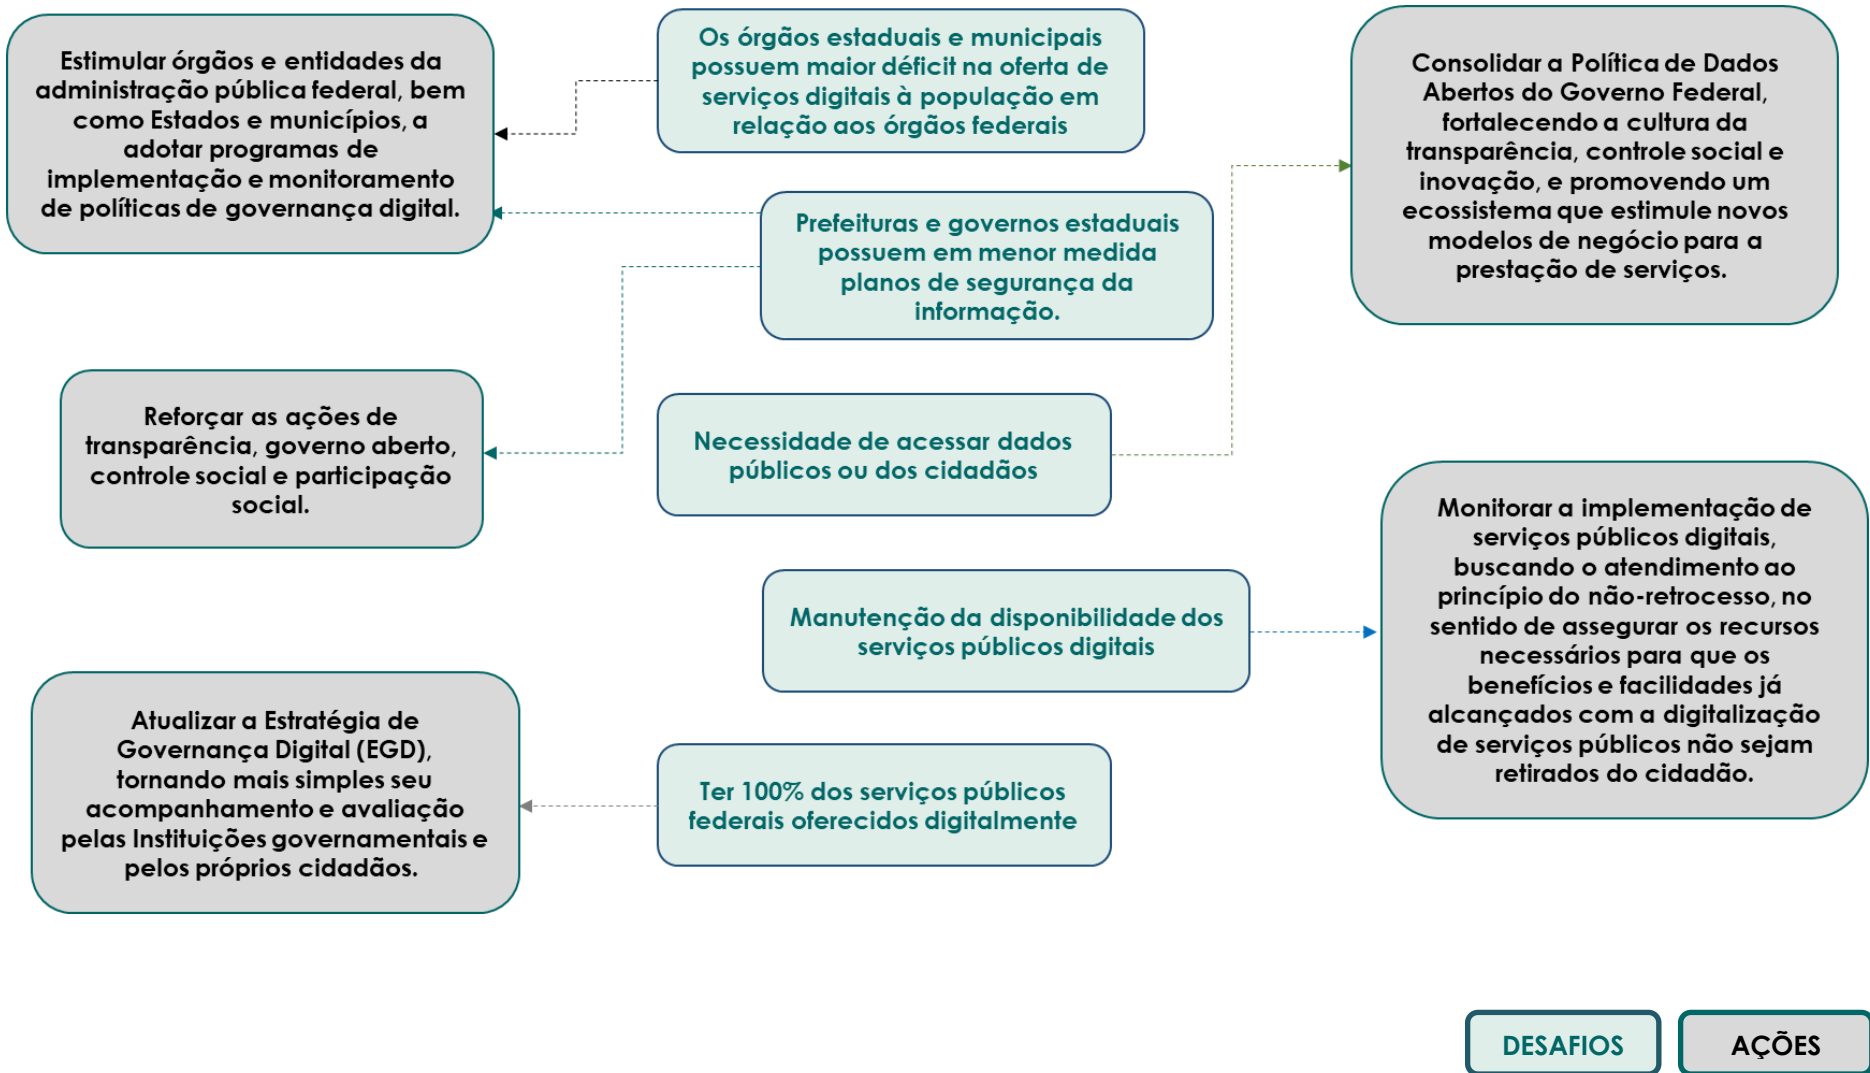 Estimular órgãos e entidades da
administração pública federal, bem
como Estados e municípios, a
adotar programas de
implementação e monitoramento
de políticas de governança digital.
Os órgãos estaduais e municipais
possuem maior déficit na oferta de
serviços digitais à população em
relação aos órgãos federais
Consolidar a Política de Dados
Abertos do Governo Federal,
fortalecendo a cultura da
transparência, controle social e
inovação, e promovendo um
ecossistema que estimule novos
modelos de negócio para a
prestação de serviços.
Prefeituras e governos estaduais
possuem em menor medida
planos de segurança da
informação.
Reforçar as ações de
transparência, governo aberto,
controle social e participação
social.
Necessidade de acessar dados
públicos ou dos cidadãos
Monitorar a implementação de
serviços públicos digitais,
buscando o atendimento ao
princípio do não-retrocesso, no
sentido de assegurar os recursos
necessários para que os
benefícios e facilidades já
alcançados com a digitalização
de serviços públicos não sejam
retirados do cidadão.
Manutenção da disponibilidade dos
serviços públicos digitais
Atualizar a Estratégia de
Governança Digital (EGD),
tornando mais simples seu
acompanhamento e avaliação
pelas Instituições governamentais e
pelos próprios cidadãos.
Ter 100% dos serviços públicos
federais oferecidos digitalmente
DESAFIOS
AÇÕES